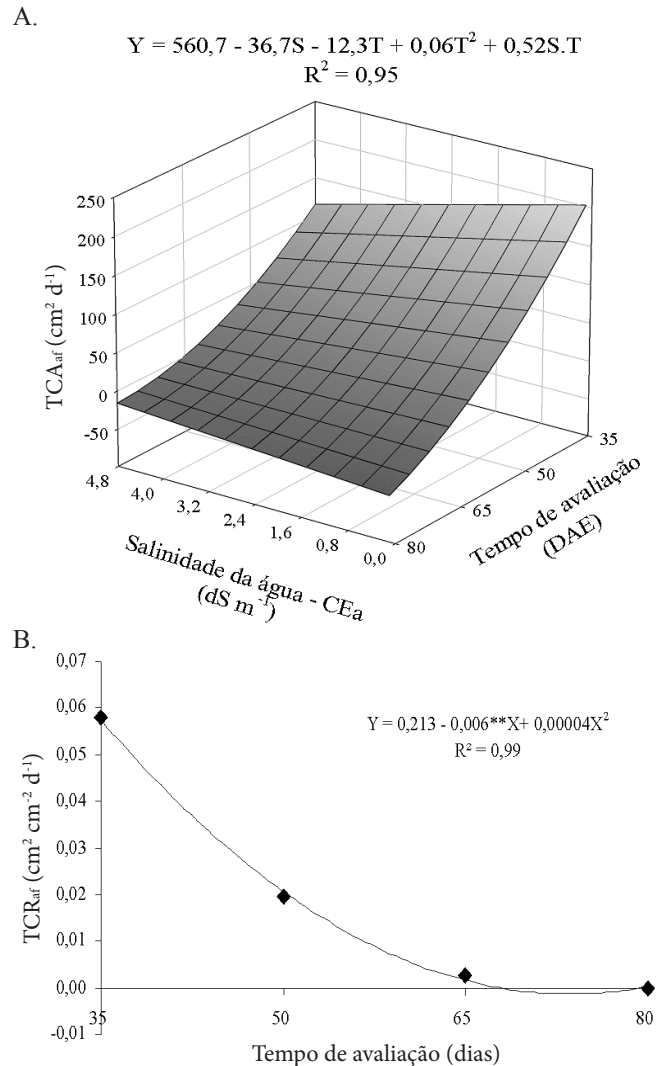 A.
Y = 560,7 - 36,7S - 12,3T + 0,06T² + 0,52S.T
R² = 0,95
250
200
150
100
50
0
-50
TCAaf (cm² d⁻¹)
4,8
4,0
3,2
2,4
1,6
0,8
0,0
Salinidade da água - CEa
(dS m⁻¹)
80
65
50
35
Tempo de avaliação
(DAE)
B.
0,07
0,06
0,05
0,04
0,03
0,02
0,01
0,00
-0,01
TCRaf (cm² cm⁻² d⁻¹)
Y = 0,213 - 0,006**X+ 0,00004X²
R² = 0,99
35
50
65
80
Tempo de avaliação (dias)